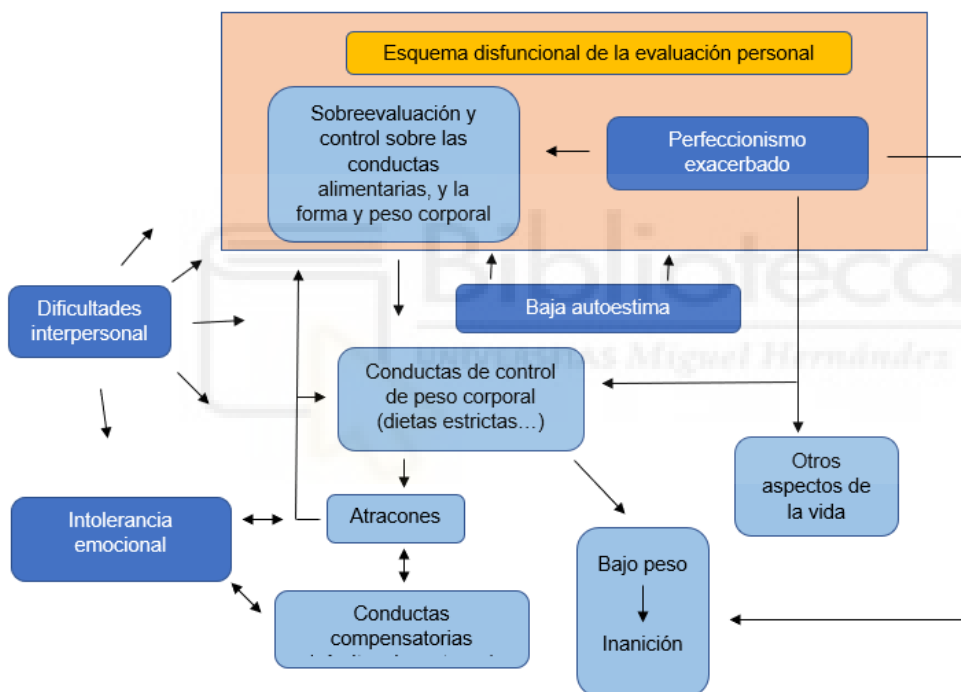 Esquema disfuncional de la evaluación personal
Sobreevaluación y
control sobre las
conductas
alimentarias, y la
forma y peso corporal
Perfeccionismo
exacerbado
Biblioteca
Dificultades
interpersonal
Baja autoestima
UNIVERSITAS Miguel Hernández
Conductas de control
de peso corporal
(dietas estrictas…)
Otros
aspectos de
la vida
Intolerancia
emocional
Atracones
Bajo peso
Inanición
Conductas
compensatorias